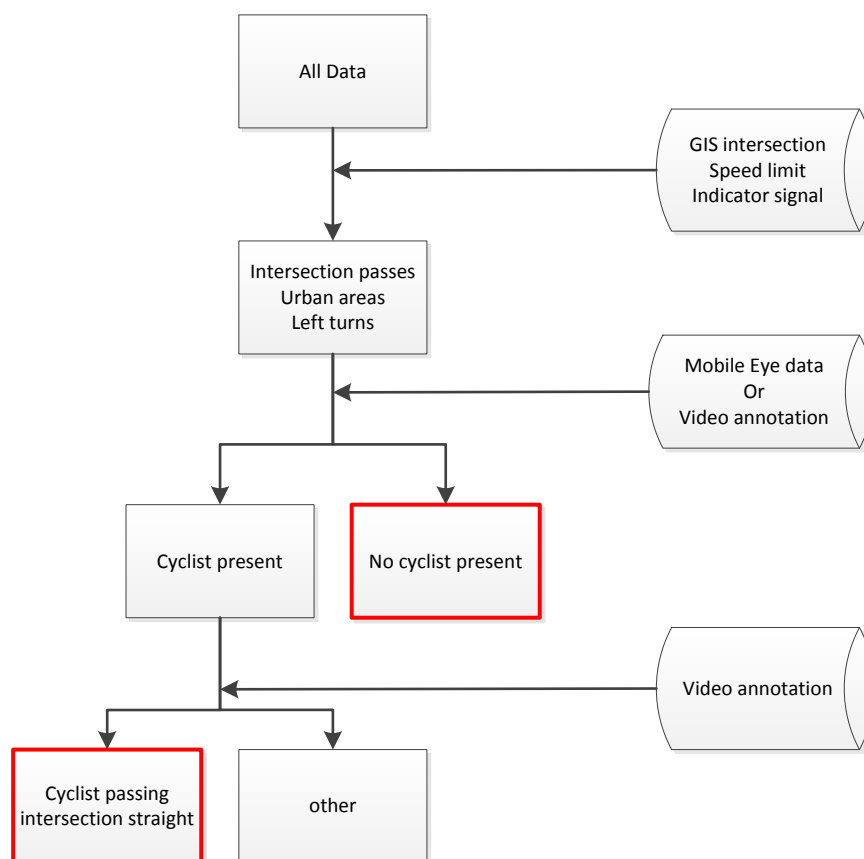 All Data
GIS intersection
Speed limit
Indicator signal
Intersection passes
Urban areas
Left turns
Mobile Eye data
Or
Video annotation
Cyclist present
No cyclist present
Video annotation
Cyclist passing
intersection straight
other